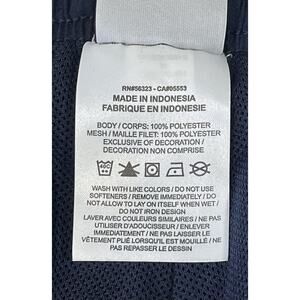 RN#56323 - CA#05553
MADE IN INDONESIA
FABRIQUE EN INDONESIE
BODY / CORPS: 100% POLYESTER
MESH / MAILLE FILET: 100% POLYESTER
EXCLUSIVE OF DECORATION /
DECORATION NON COMPRISE
40C
WASH WITH LIKE COLORS / DO NOT USE
SOFTENERS / REMOVE IMMEDIATELY / DO
NOT ALLOW TO LAY ON ITSELF WHEN WET /
DO NOT IRON DESIGN
LAVER AVEC COULEURS SIMILAIRES / NE PAS
UTILISER D'ADOUCISSEUR / ENLEVER
IMMÉDIATEMENT / NE PAS LAISSER LE
VÊTEMENT PLIÉ LORSQU'IL EST MOUILLÉ / NE
PAS REPASSER LE DESSIN